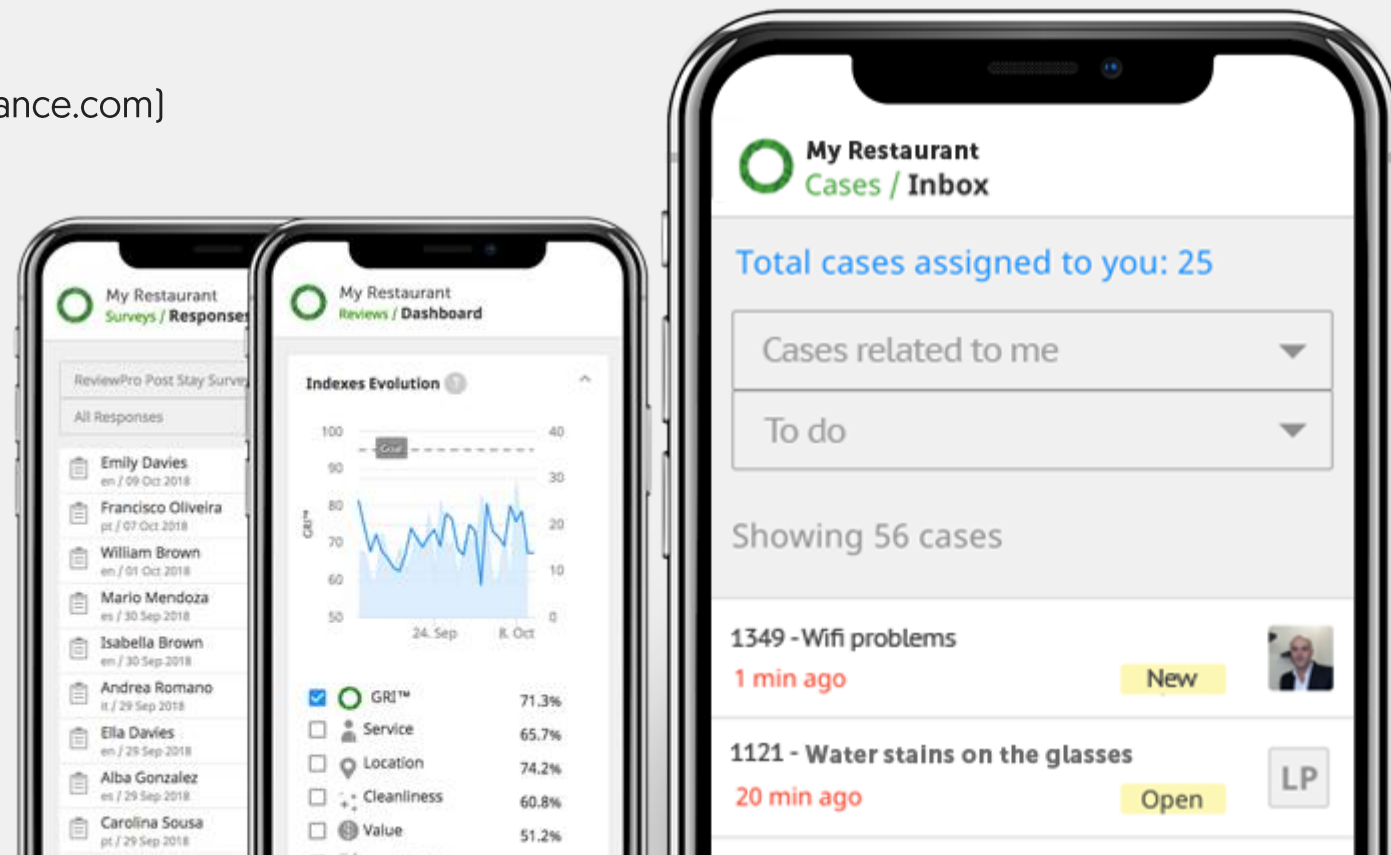 ance.com)
My Restaurant
Surveys / Responses
ReviewPro Post Stay Survey
All Responses
Emily Davies
en / 09 Oct 2018
Francisco Oliveira
pt / 07 Oct 2018
William Brown
en / 01 Oct 2018
Mario Mendoza
es / 30 Sep 2018
Isabella Brown
en / 30 Sep 2018
Andrea Romano
it / 29 Sep 2018
Ella Davies
en / 29 Sep 2018
Alba Gonzalez
es / 29 Sep 2018
Carolina Sousa
pt / 29 Sep 2018
My Restaurant
Reviews / Dashboard
Indexes Evolution ?
100 40
Goal
90 30
80 20
70 10
60 0
50
GRI™
24. Sep 8. Oct
GRI™ 71.3%
Service 65.7%
Location 74.2%
Cleanliness 60.8%
Value 51.2%
My Restaurant
Cases / Inbox
Total cases assigned to you: 25
Cases related to me
To do
Showing 56 cases
1349 - Wifi problems
1 min ago New
1121 - Water stains on the glasses
20 min ago Open
LP